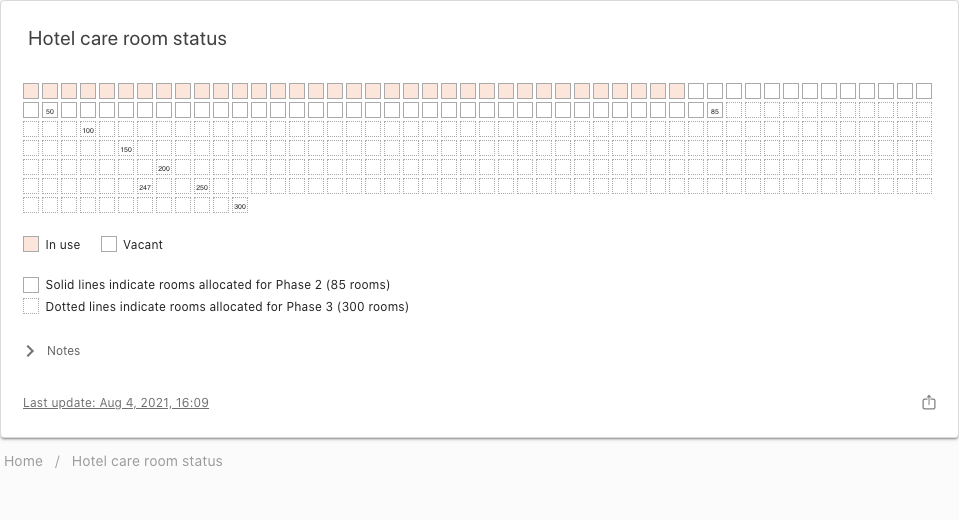 Hotel care room status
50
85
100
150
200
247
250
300
In use
Vacant
Solid lines indicate rooms allocated for Phase 2 (85 rooms)
Dotted lines indicate rooms allocated for Phase 3 (300 rooms)
Notes
Last update: Aug 4, 2021, 16:09
Home / Hotel care room status